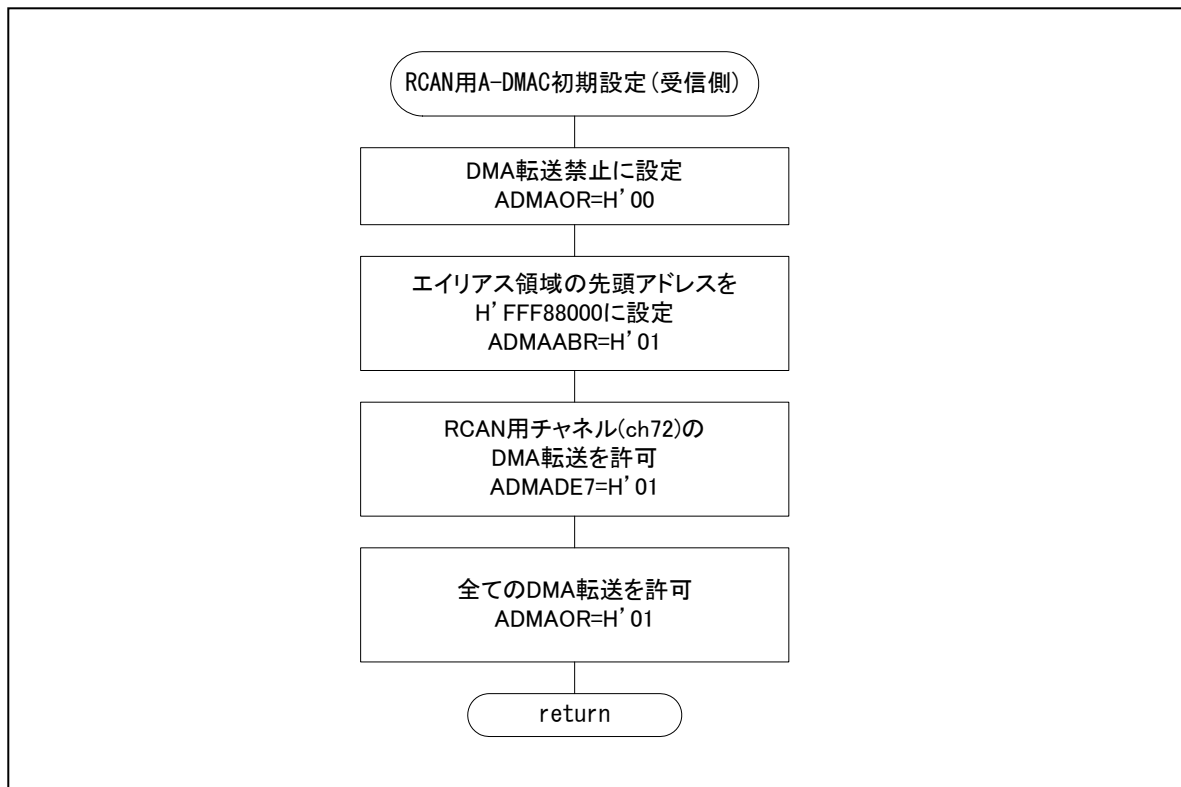 RCAN用A-DMAC初期設定(受信側)
DMA転送禁止に設定
ADMAOR=H'00
エイリアス領域の先頭アドレスを
H'FFF88000に設定
ADMAABR=H'01
RCAN用チャネル(ch72)の
DMA転送を許可
ADMADE7=H'01
全てのDMA転送を許可
ADMAOR=H'01
return